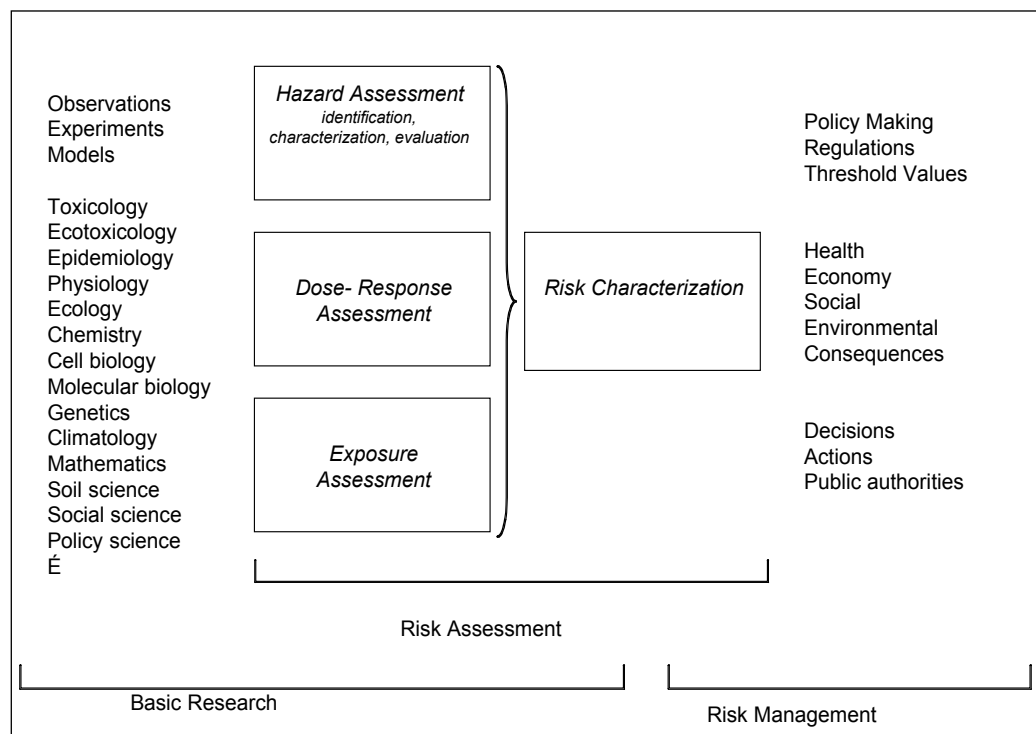 Observations
Experiments
Models
Toxicology
Ecotoxicology
Epidemiology
Physiology
Ecology
Chemistry
Cell biology
Molecular biology
Genetics
Climatology
Mathematics
Soil science
Social science
Policy science
É
Hazard Assessment
identification,
characterization, evaluation
Dose- Response
Assessment
Exposure
Assessment
Risk Characterization
Policy Making
Regulations
Threshold Values
Health
Economy
Social
Environmental
Consequences
Decisions
Actions
Public authorities
Risk Assessment
Basic Research
Risk Management